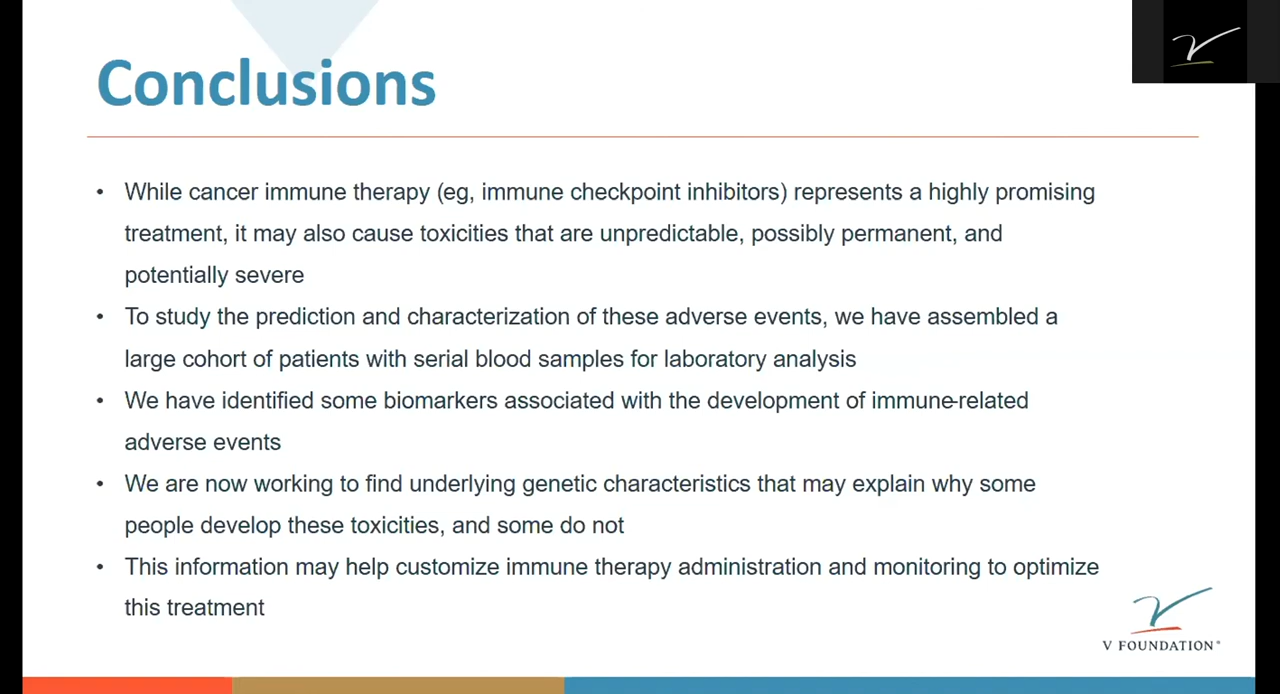 Conclusions
• While cancer immune therapy (eg, immune checkpoint inhibitors) represents a highly promising
treatment, it may also cause toxicities that are unpredictable, possibly permanent, and
potentially severe
• To study the prediction and characterization of these adverse events, we have assembled a
large cohort of patients with serial blood samples for laboratory analysis
• We have identified some biomarkers associated with the development of immune-related
adverse events
• We are now working to find underlying genetic characteristics that may explain why some
people develop these toxicities, and some do not
• This information may help customize immune therapy administration and monitoring to optimize
this treatment
V FOUNDATION®